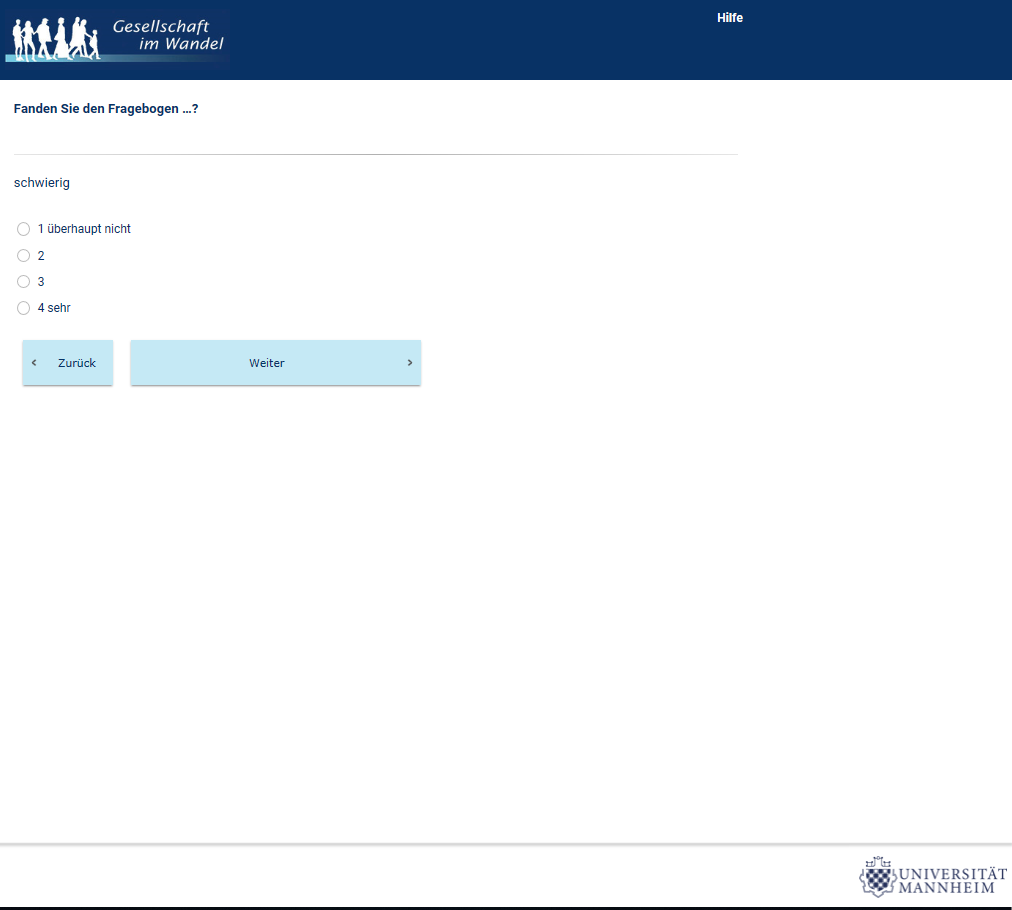 Gesellschaft
im Wandel
Hilfe
Fanden Sie den Fragebogen ...?
schwierig
1 überhaupt nicht
2
3
4 sehr
< Zurück
Weiter >
UNIVERSITÄT
MANNHEIM